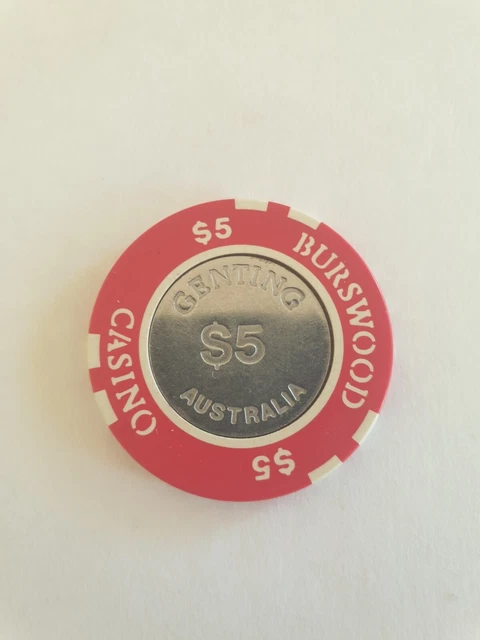 $5
BURSWOOD
CASINO
$5
GENTING
$5
AUSTRALIA